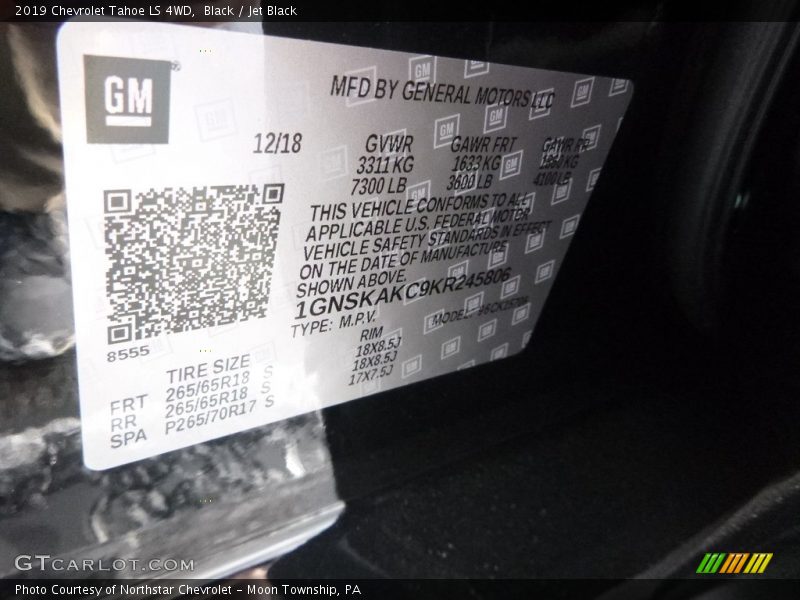 2019 Chevrolet Tahoe LS 4WD, Black / Jet Black
GM
MFD BY GENERAL MOTORS LLC
12/18
GVWR GAWR FRT GAWR RR
3311 KG 1633 KG KG
7300 LB 3600 LB 4100 LB
THIS VEHICLE CONFORMS TO ALL
APPLICABLE U.S. FEDERAL MOTOR
VEHICLE SAFETY STANDARDS IN EFFECT
ON THE DATE OF MANUFACTURE
SHOWN ABOVE.
1GNSKAKC9KR245806
TYPE: M.P.V. MODEL:
8555
TIRE SIZE RIM
FRT 265/65R18 S 18X8.5J
RR 265/65R18 S 18X8.5J
SPA P265/70R17 S 17X7.5J
GTCARLOT.COM
Photo Courtesy of Northstar Chevrolet – Moon Township, PA